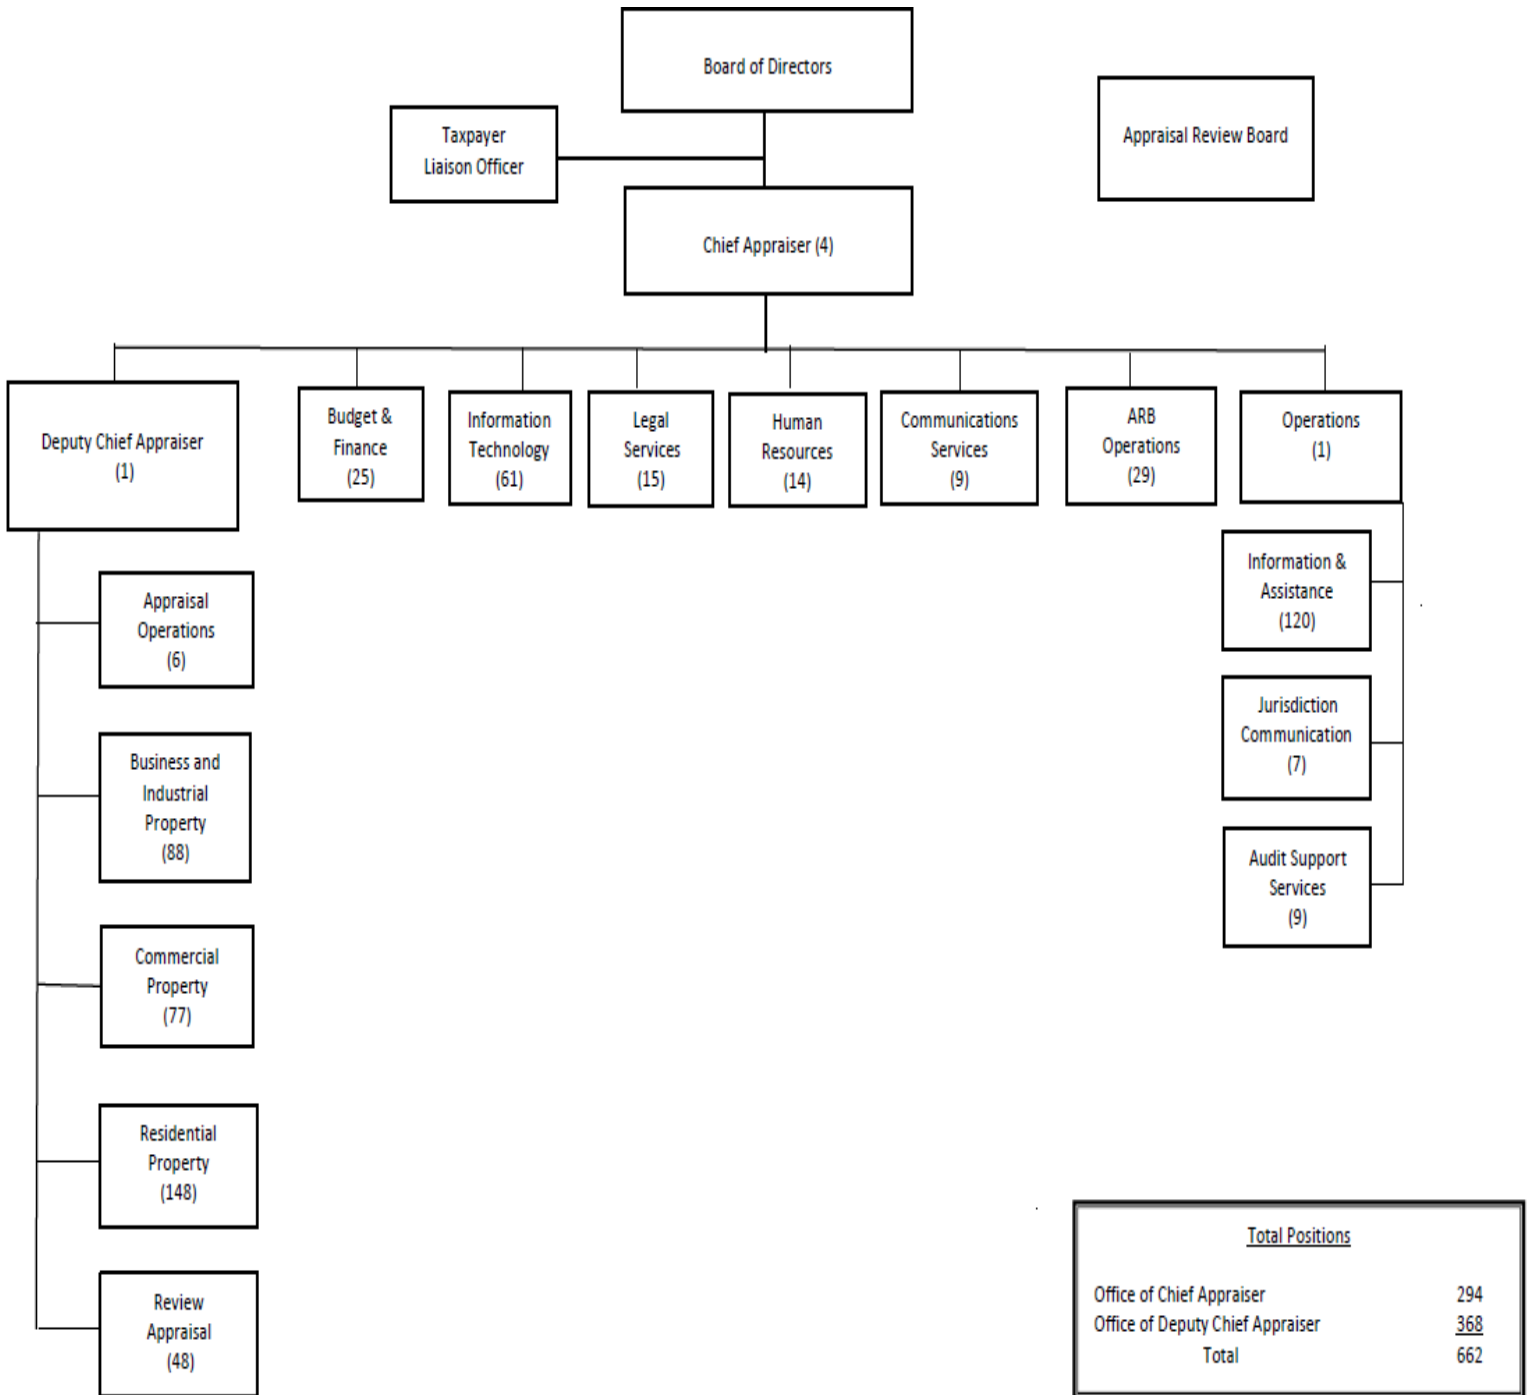 Board of Directors
Taxpayer
Liaison Officer
Appraisal Review Board
Chief Appraiser (4)
Deputy Chief Appraiser
(1)
Budget &
Finance
(25)
Information
Technology
(61)
Legal
Services
(15)
Human
Resources
(14)
Communications
Services
(9)
ARB
Operations
(29)
Operations
(1)
Appraisal
Operations
(6)
Business and
Industrial
Property
(88)
Commercial
Property
(77)
Residential
Property
(148)
Review
Appraisal
(48)
Information &
Assistance
(120)
Jurisdiction
Communication
(7)
Audit Support
Services
(9)
Total Positions
Office of Chief Appraiser 294
Office of Deputy Chief Appraiser 368
Total 662